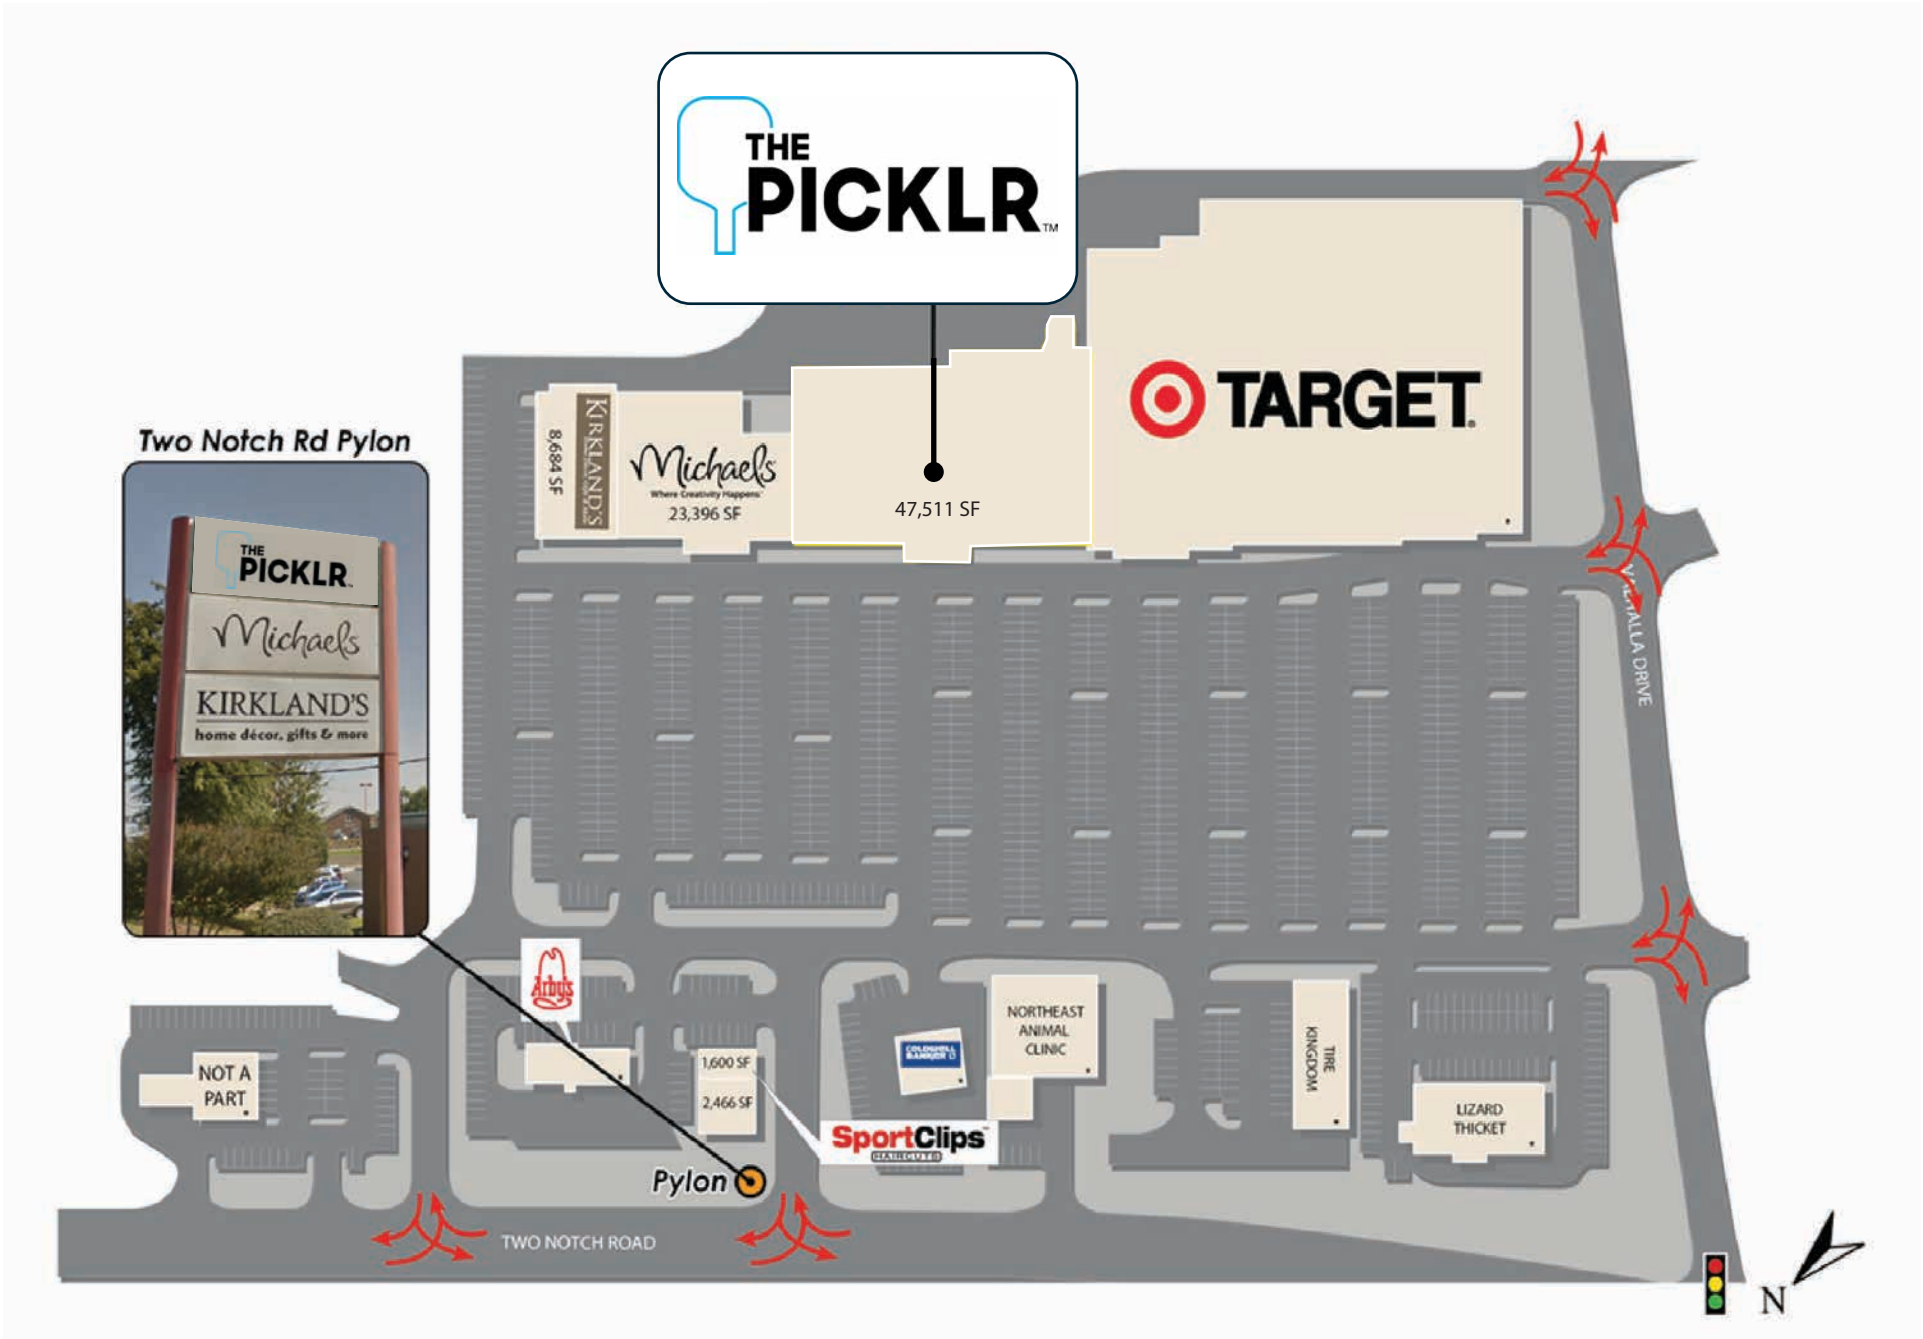 THE
PICKLR™
TARGET
KIRKLAND'S
8,684 SF
Michaels
Where Creativity Happens
23,396 SF
47,511 SF
Two Notch Rd Pylon
THE
PICKLR
Michaels
KIRKLAND'S
home décor, gifts & more
VALHALLA DRIVE
Arby's
NOT A
PART
1,600 SF
2,466 SF
COLDWELL
BANKER
NORTHEAST
ANIMAL
CLINIC
TIRE
KINGDOM
LIZARD
THICKET
SportClips
HAIRCUTS
Pylon
TWO NOTCH ROAD
N